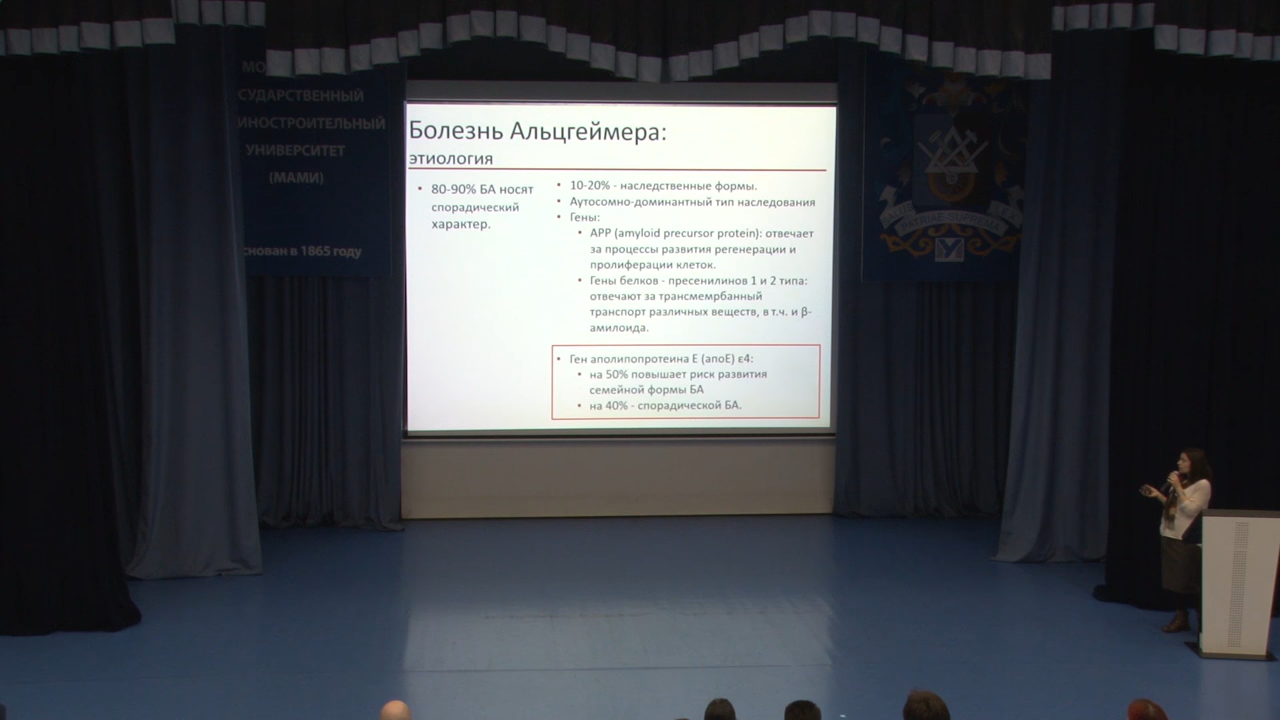 СУДАРСТВЕННЫЙ
ИНОСТРОИТЕЛЬНЫЙ
УНИВЕРСИТЕТ
(МАМИ)
снован в 1865 году
Болезнь Альцгеймера:
этиология
• 80-90% БА носят
спорадический
характер.
• 10-20% - наследственные формы.
• Аутосомно-доминантный тип наследования
• Гены:
• APP (amyloid precursor protein): отвечает
за процессы развития регенерации и
пролиферации клеток.
• Гены белков - пресенилинов 1 и 2 типа:
отвечают за трансмемрбанный
транспорт различных веществ, в т.ч. и β-
амилоида.
• Ген аполипопротеина Е (апоЕ) ε4:
• на 50% повышает риск развития
семейной формы БА
• на 40% - спорадической БА.